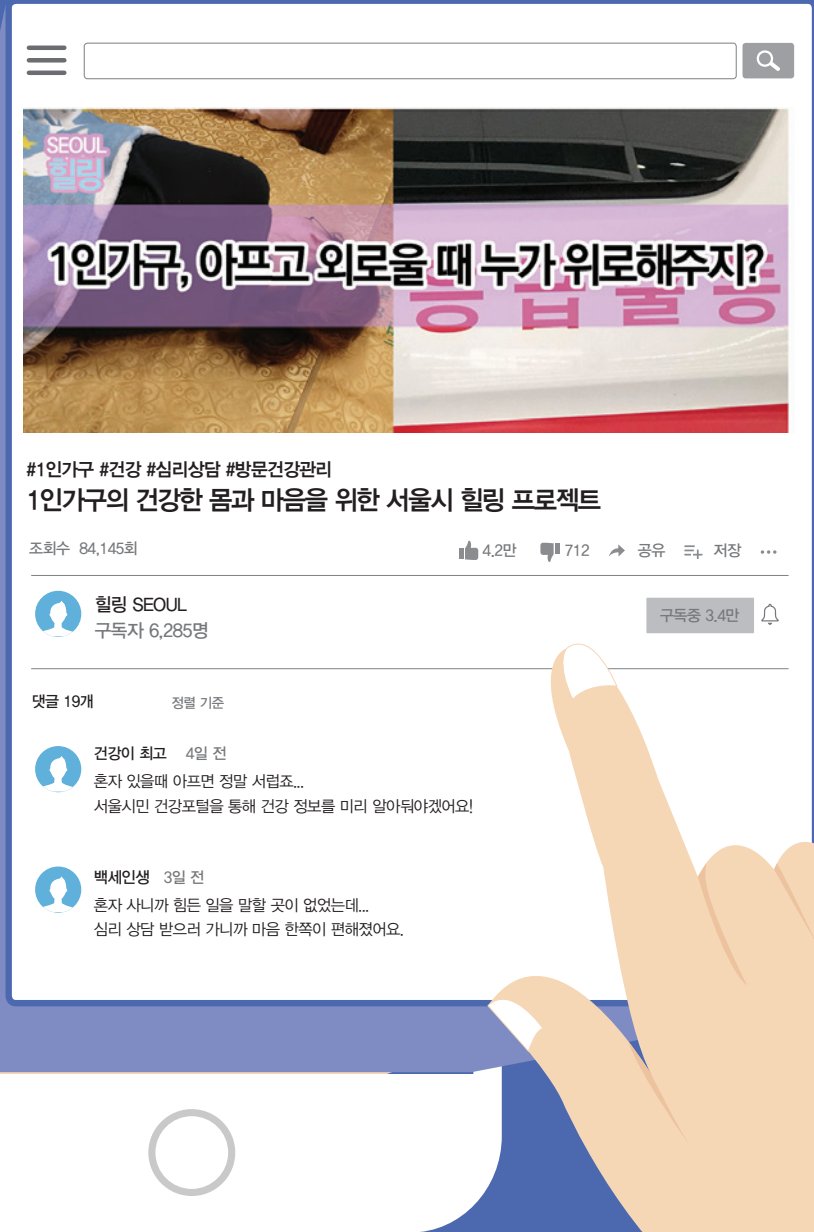 SEOUL
힐링
1인가구, 아프고 외로울 때 누가 위로해주지?
응급출동
#1인가구 #건강 #심리상담 #방문건강관리
1인가구의 건강한 몸과 마음을 위한 서울시 힐링 프로젝트
조회수 84,145회 4.2만 712 공유 저장 ...
힐링 SEOUL
구독자 6,285명
구독중 3.4만
댓글 19개 정렬 기준
건강이 최고 4일 전
혼자 있을때 아프면 정말 서럽죠...
서울시민 건강포털을 통해 건강 정보를 미리 알아둬야겠어요!
백세인생 3일 전
혼자 사니까 힘든 일을 말할 곳이 없었는데...
심리 상담 받으러 가니까 마음 한쪽이 편해졌어요.